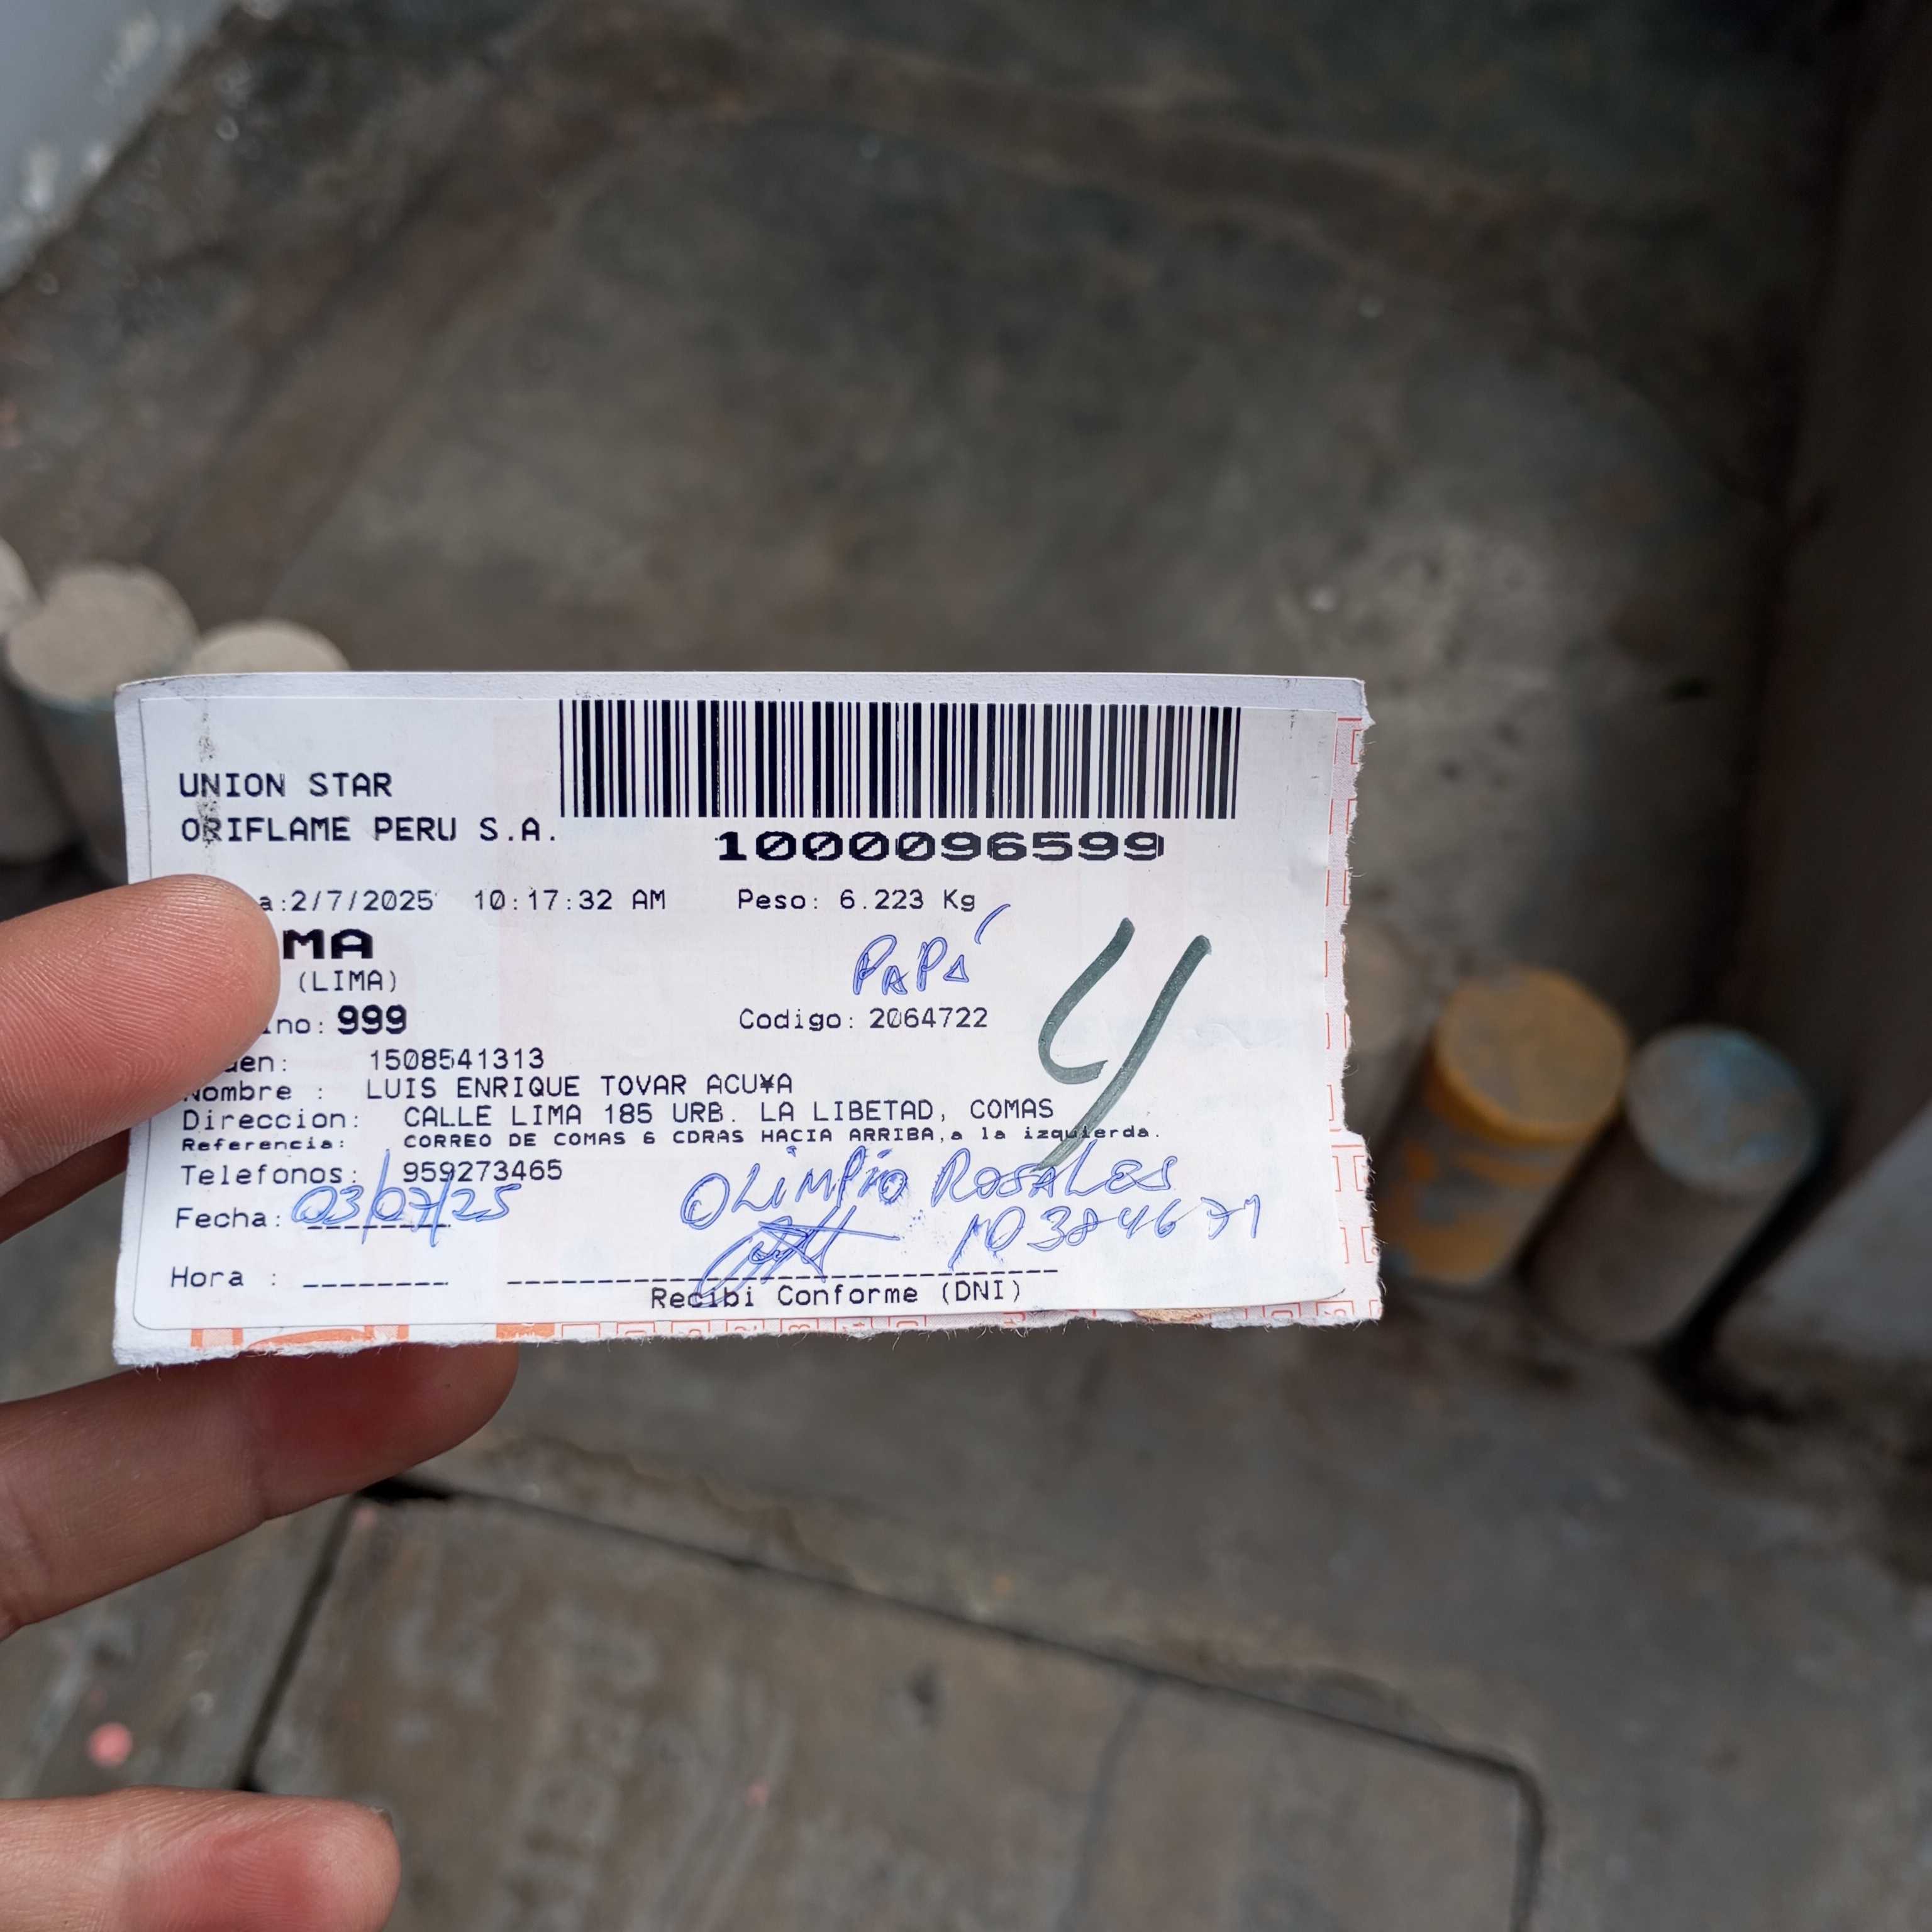 UNION STAR
ORIFLAME PERU S.A.
1000096599
a:2/7/2025 10:17:32 AM Peso: 6.223 Kg
MA
PAPÁ
(LIMA)
ino: 999 Codigo: 2064722
en: 1508541313
Nombre : LUIS ENRIQUE TOVAR ACU¥A
Direccion: CALLE LIMA 185 URB. LA LIBETAD, COMAS
Referencia: CORREO DE COMAS 6 CDRAS HACIA ARRIBA,a la izquierda.
Telefonos: 959273465
OLIMPIO ROSALES
Fecha: 03/07/25
Hora :
Recibi Conforme (DNI)